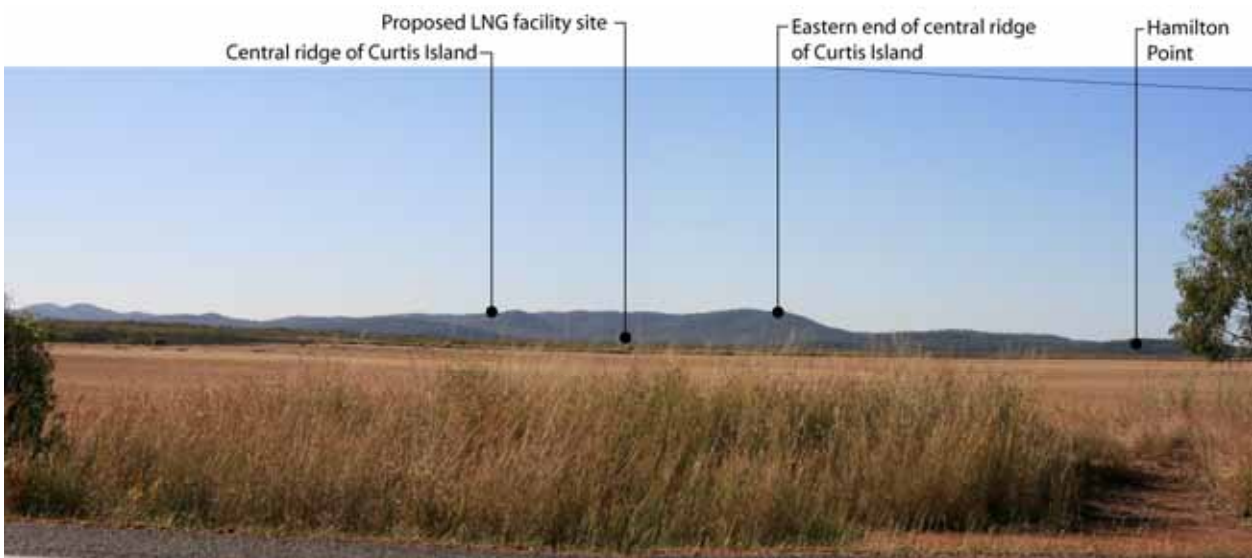 Central ridge of Curtis Island
Proposed LNG facility site
Eastern end of central ridge
of Curtis Island
Hamilton
Point